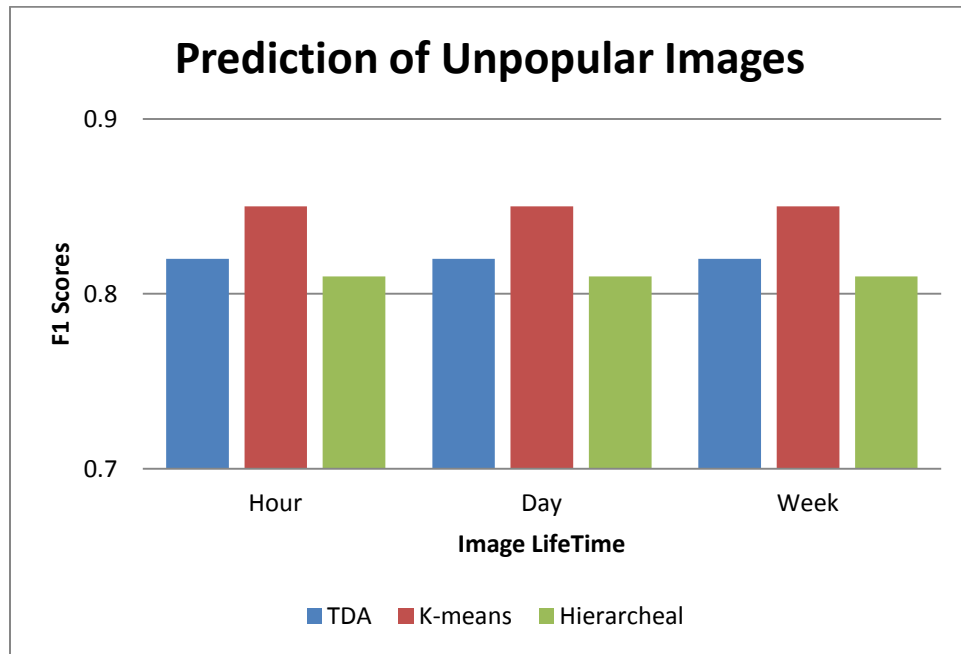 Prediction of Unpopular Images
0.9
0.8
0.7
F1 Scores
Hour Day Week
Image LifeTime
TDA K-means Hierarcheal